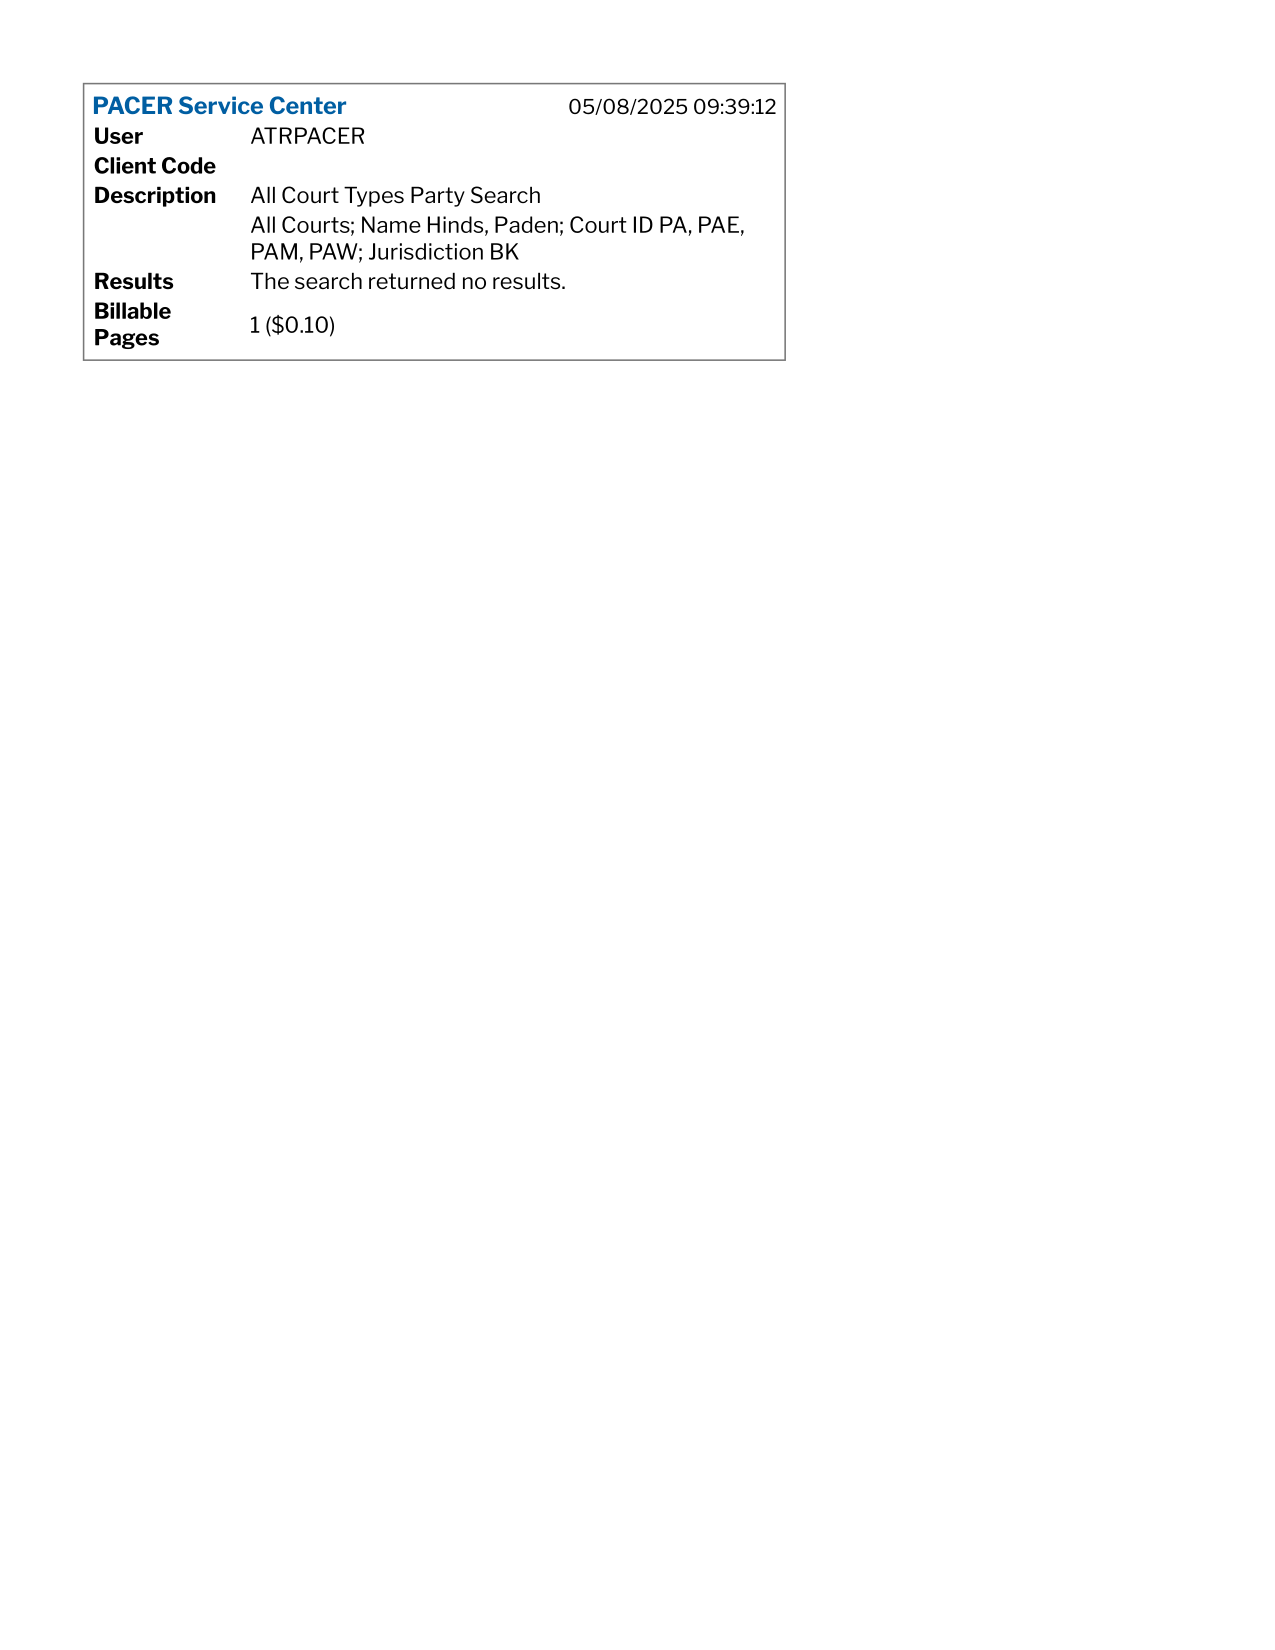 PACER Service Center 05/08/2025 09:39:12
User ATRPACER
Client Code
Description All Court Types Party Search
All Courts; Name Hinds, Paden; Court ID PA, PAE,
PAM, PAW; Jurisdiction BK
Results The search returned no results.
Billable
Pages 1 ($0.10)